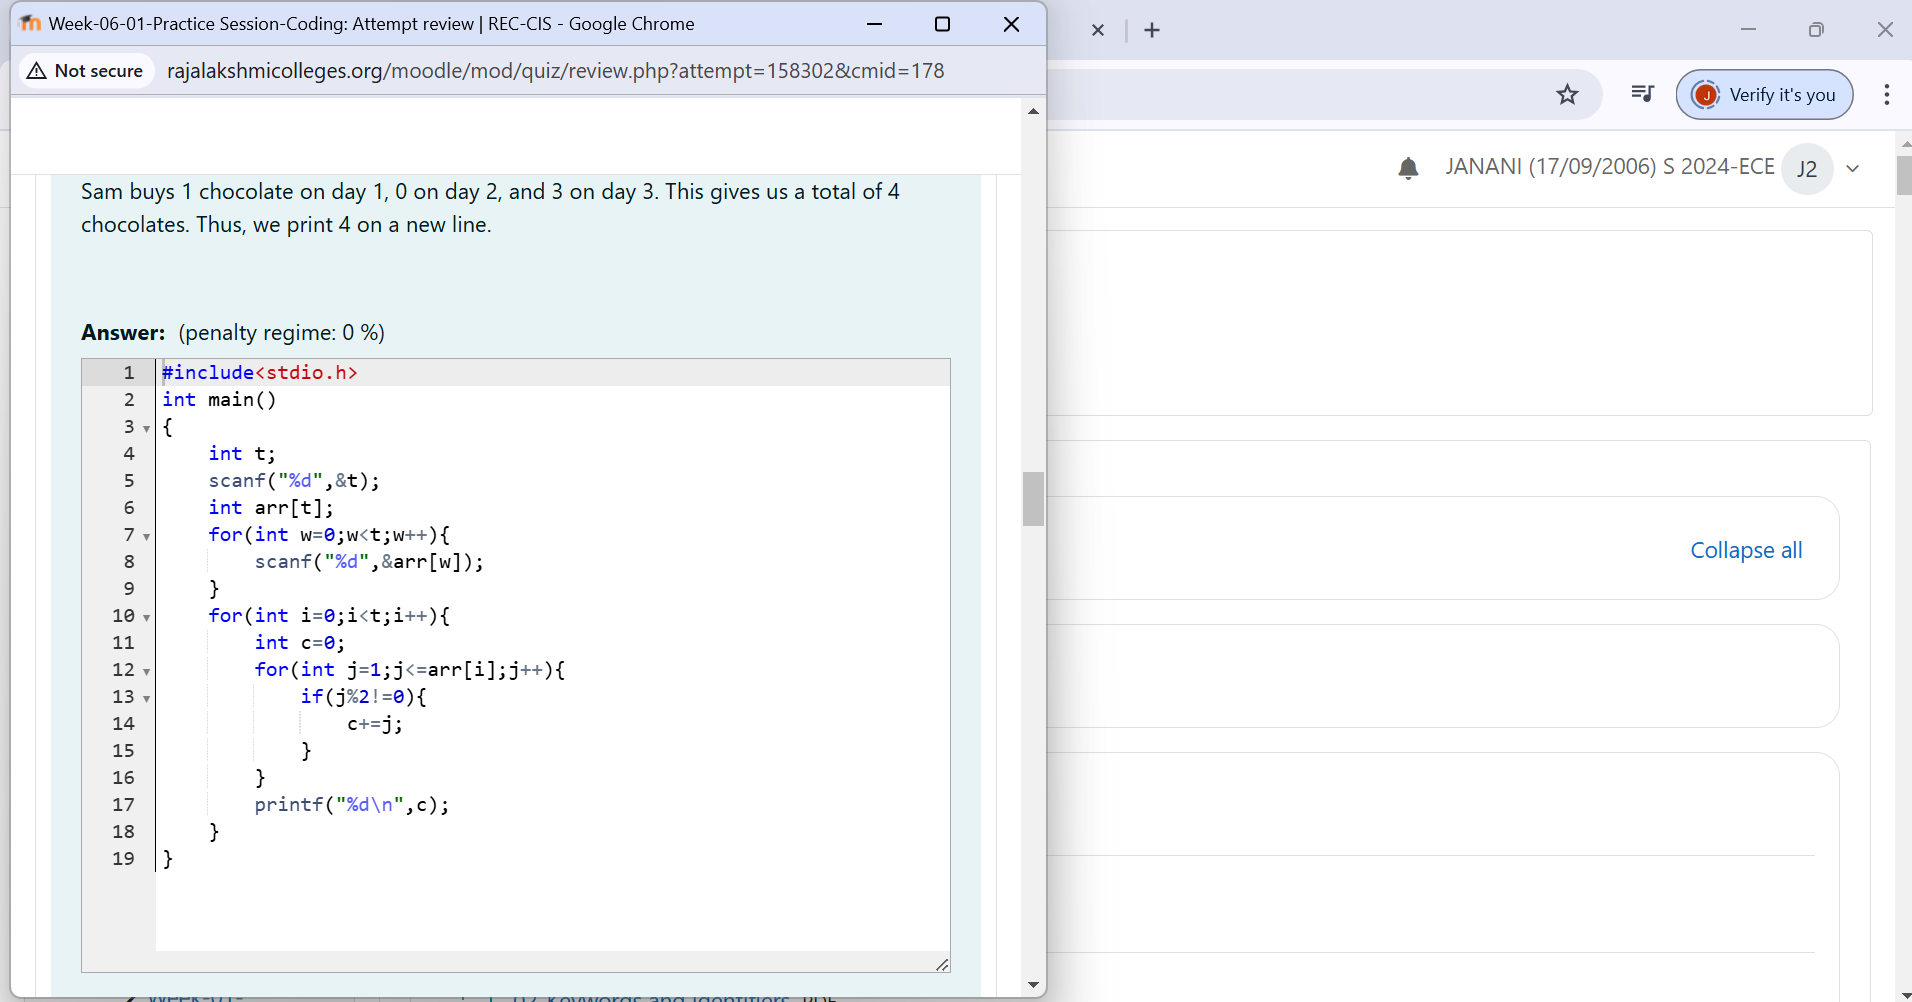 Week-06-01-Practice Session-Coding: Attempt review | REC-CIS - Google Chrome
Not secure
rajalakshmicolleges.org/moodle/mod/quiz/review.php?attempt=158302&cmid=178
Verify it's you
JANANI (17/09/2006) S 2024-ECE
J2
Collapse all
Sam buys 1 chocolate on day 1, 0 on day 2, and 3 on day 3. This gives us a total of 4
chocolates. Thus, we print 4 on a new line.
Answer: (penalty regime: 0 %)
1 #include<stdio.h>
2 int main()
3 {
4     int t;
5     scanf("%d",&t);
6     int arr[t];
7     for(int w=0;w<t;w++){
8         scanf("%d",&arr[w]);
9     }
10     for(int i=0;i<t;i++){
11         int c=0;
12         for(int j=1;j<=arr[i];j++){
13             if(j%2!=0){
14                 c+=j;
15             }
16         }
17         printf("%d\n",c);
18     }
19 }